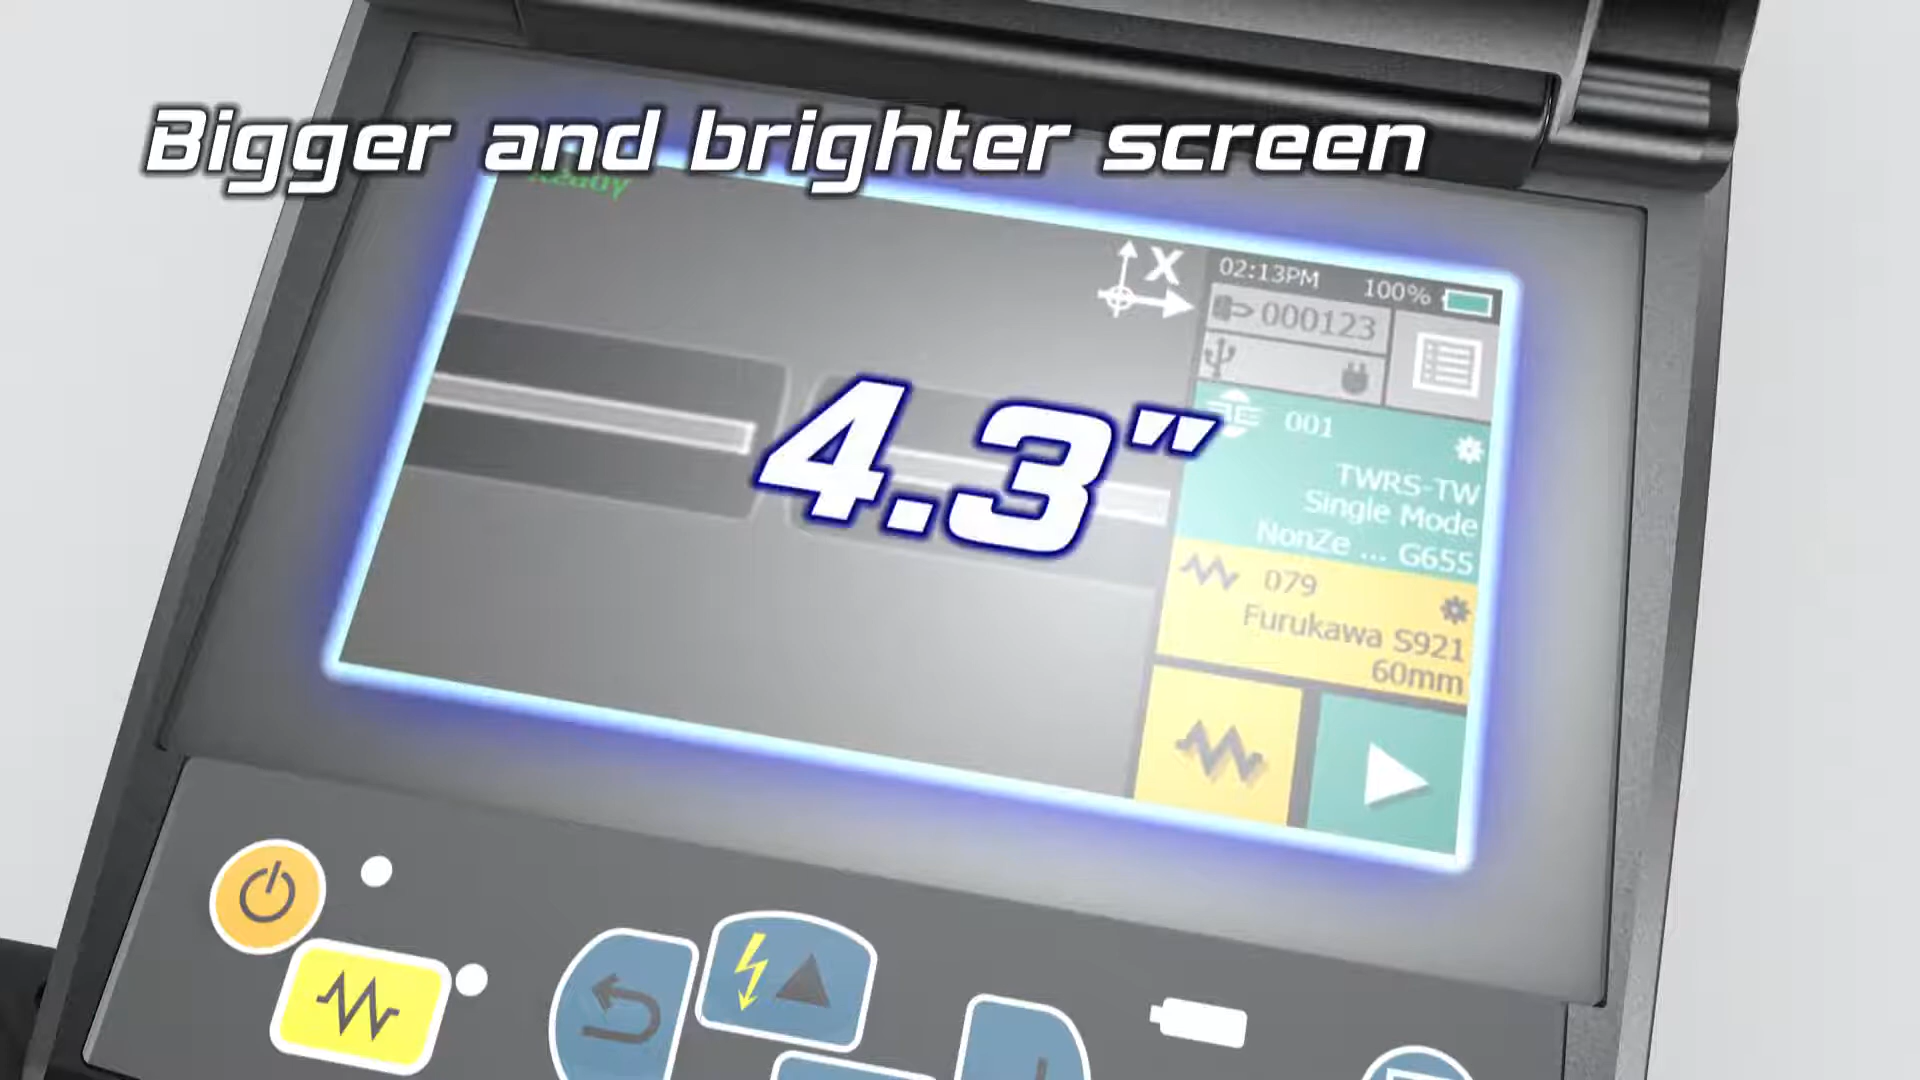 Bigger and brighter screen
Ready
X
02:13PM 100%
000123
001
TWRS-TW
Single Mode
NonZe ... G655
079
Furukawa S921
60mm
4.3"